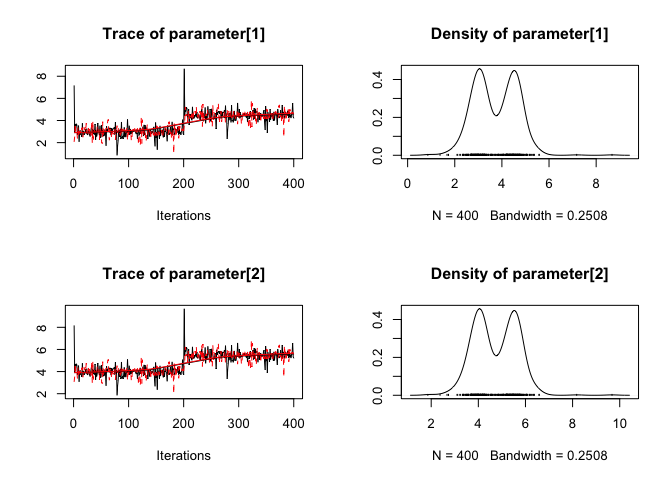 Trace of parameter[1]
8
6
4
2
0 100 200 300 400
Iterations
Density of parameter[1]
0.4
0.2
0.0
0 2 4 6 8
N = 400 Bandwidth = 0.2508
Trace of parameter[2]
8
6
4
2
0 100 200 300 400
Iterations
Density of parameter[2]
0.4
0.2
0.0
2 4 6 8 10
N = 400 Bandwidth = 0.2508